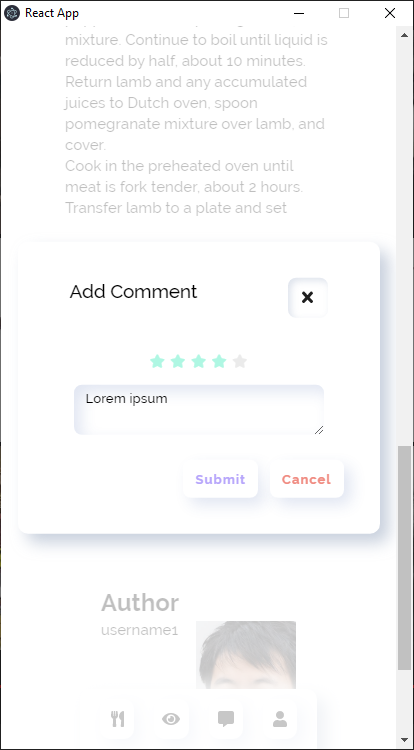 React App
mixture. Continue to boil until liquid is
reduced by half, about 10 minutes.
Return lamb and any accumulated
juices to Dutch oven, spoon
pomegranate mixture over lamb, and
cover.
Cook in the preheated oven until
meat is fork tender, about 2 hours.
Transfer lamb to a plate and set
Add Comment
Lorem ipsum
Submit Cancel
Author
username1